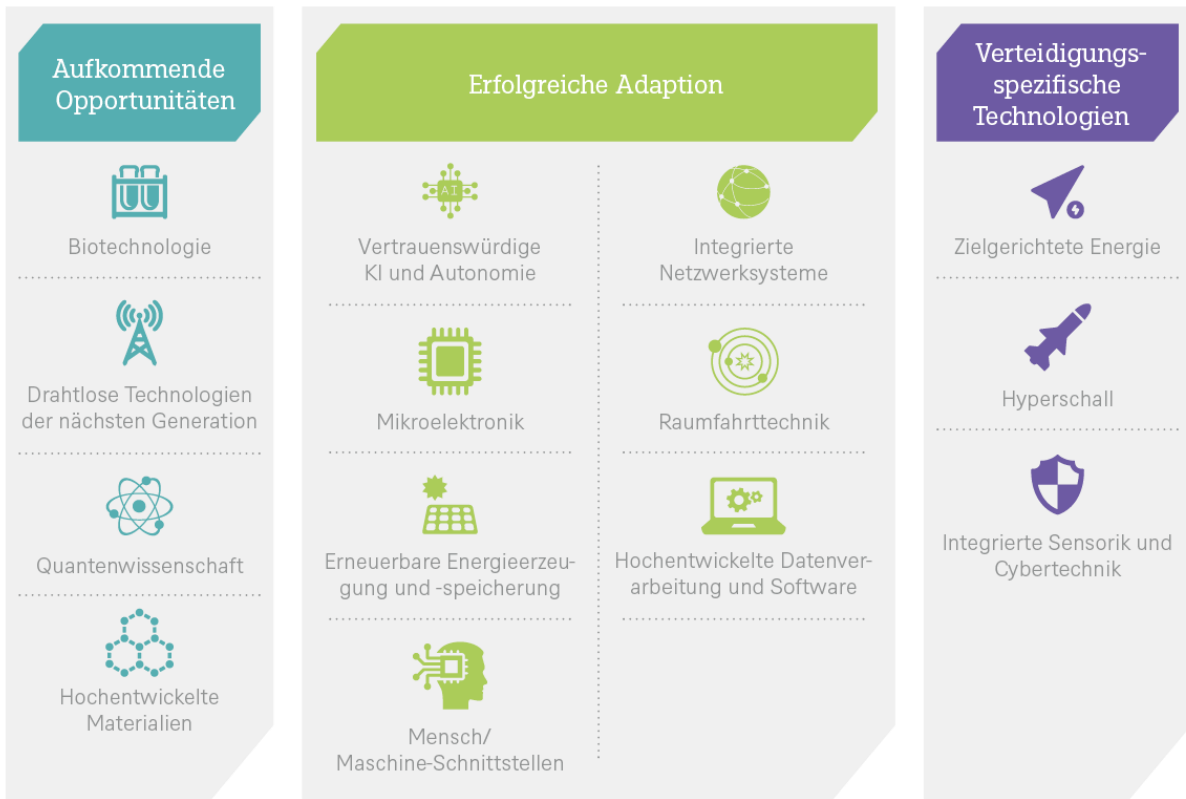 Aufkommende
Opportunitäten
Biotechnologie
Drahtlose Technologien
der nächsten Generation
Quantenwissenschaft
Hochentwickelte
Materialien
Erfolgreiche Adaption
AI
Vertrauenswürdige
KI und Autonomie
Mikroelektronik
Erneuerbare Energieerzeu-
gung und -speicherung
Mensch/
Maschine-Schnittstellen
Integrierte
Netzwerksysteme
Raumfahrttechnik
Hochentwickelte Datenver-
arbeitung und Software
Verteidigungs-
spezifische
Technologien
Zielgerichtete Energie
Hyperschall
Integrierte Sensorik und
Cybertechnik